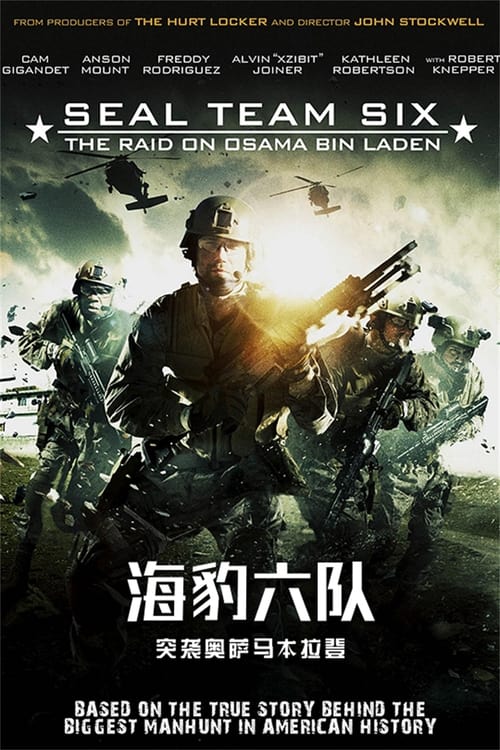 FROM PRODUCERS OF THE HURT LOCKER AND DIRECTOR JOHN STOCKWELL
CAM GIGANDET ANSON MOUNT FREDDY RODRIGUEZ ALVIN "XZIBIT" JOINER KATHLEEN ROBERTSON WITH ROBERT KNEPPER
SEAL TEAM SIX
THE RAID ON OSAMA BIN LADEN
海豹六队
突袭奥萨马本拉登
BASED ON THE TRUE STORY BEHIND THE
BIGGEST MANHUNT IN AMERICAN HISTORY